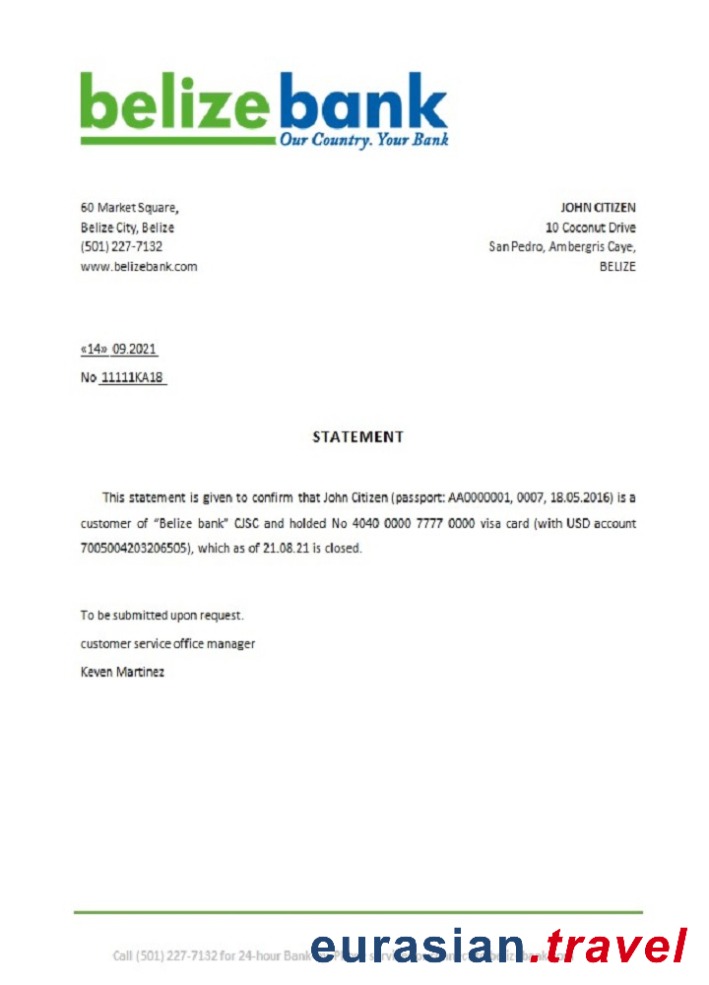 belizebank
Our Country. Your Bank
60 Market Square,
Belize City, Belize
(501) 227-7132
www.belizebank.com
JOHN CITIZEN
10 Coconut Drive
San Pedro, Ambergris Caye,
BELIZE
«14» 09.2021
No 11111KA18
STATEMENT
This statement is given to confirm that John Citizen (passport: AA0000001, 0007, 18.05.2016) is a
customer of "Belize bank" CJSC and holded No 4040 0000 7777 0000 visa card (with USD account
7005004203206505), which as of 21.08.21 is closed.
To be submitted upon request.
customer service office manager
Keven Martinez
Call (501) 227-7132 for 24-hour Bank
eurasian.travel